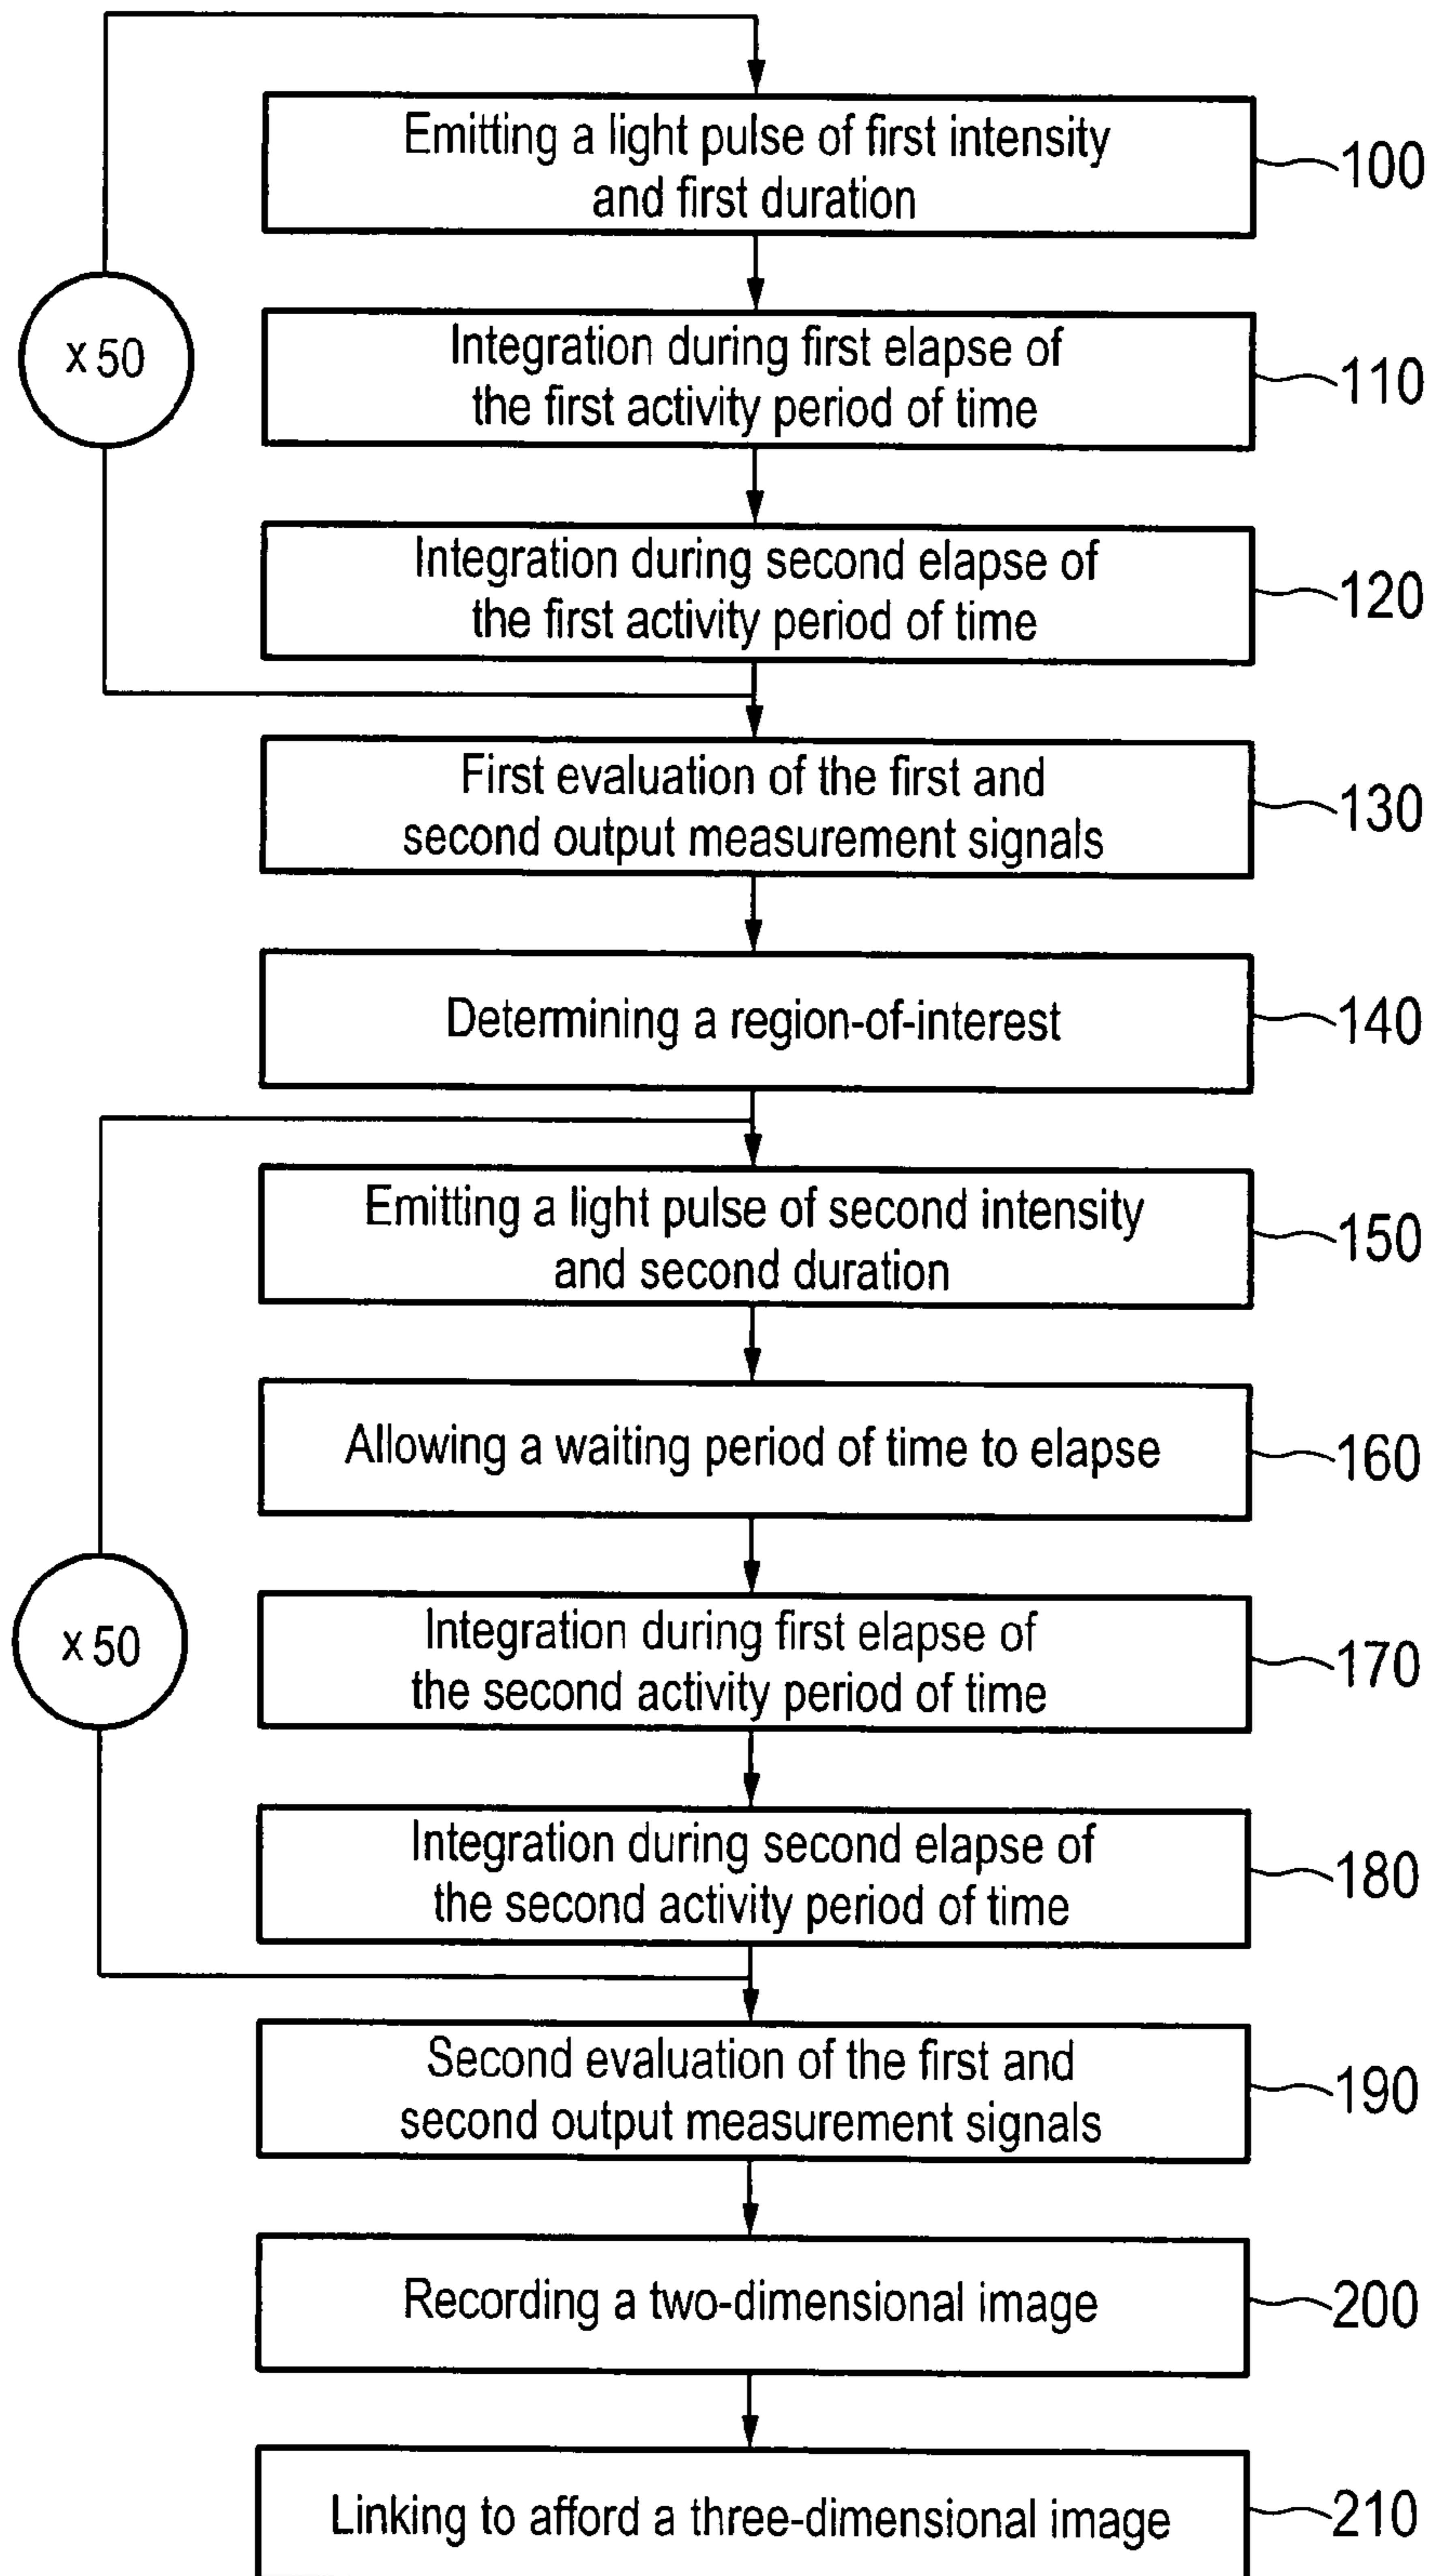 Emitting a light pulse of first intensity
and first duration
100
x 50
Integration during first elapse of
the first activity period of time
110
Integration during second elapse of
the first activity period of time
120
First evaluation of the first and
second output measurement signals
130
Determining a region-of-interest
140
Emitting a light pulse of second intensity
and second duration
150
Allowing a waiting period of time to elapse
160
x 50
Integration during first elapse of
the second activity period of time
170
Integration during second elapse of
the second activity period of time
180
Second evaluation of the first and
second output measurement signals
190
Recording a two-dimensional image
200
Linking to afford a three-dimensional image
210